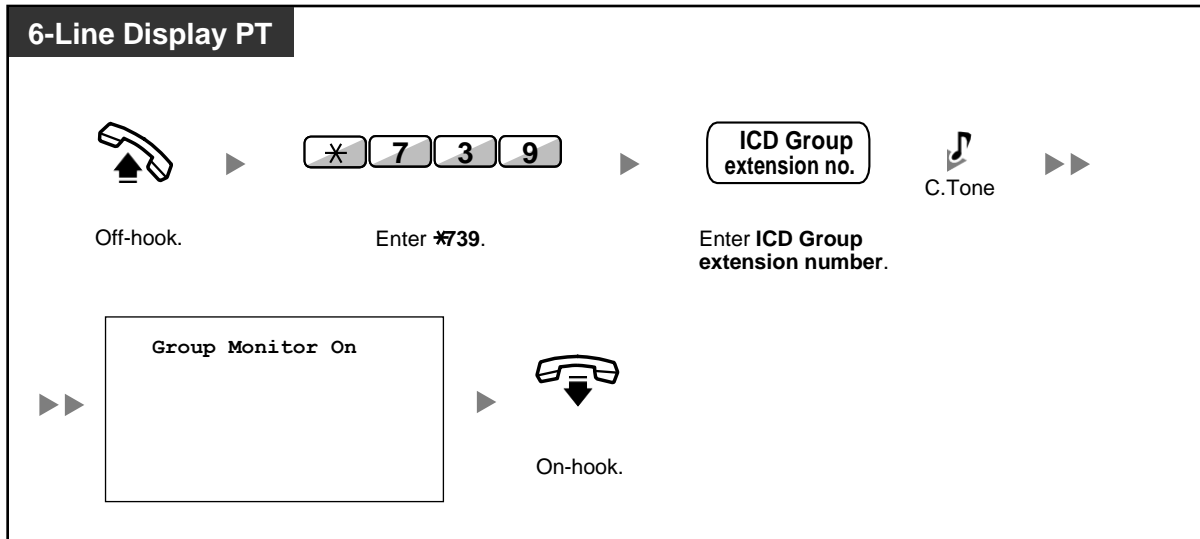 6-Line Display PT
* 7 3 9
ICD Group
extension no.
C.Tone
Off-hook.
Enter *739.
Enter ICD Group
extension number.
Group Monitor On
On-hook.